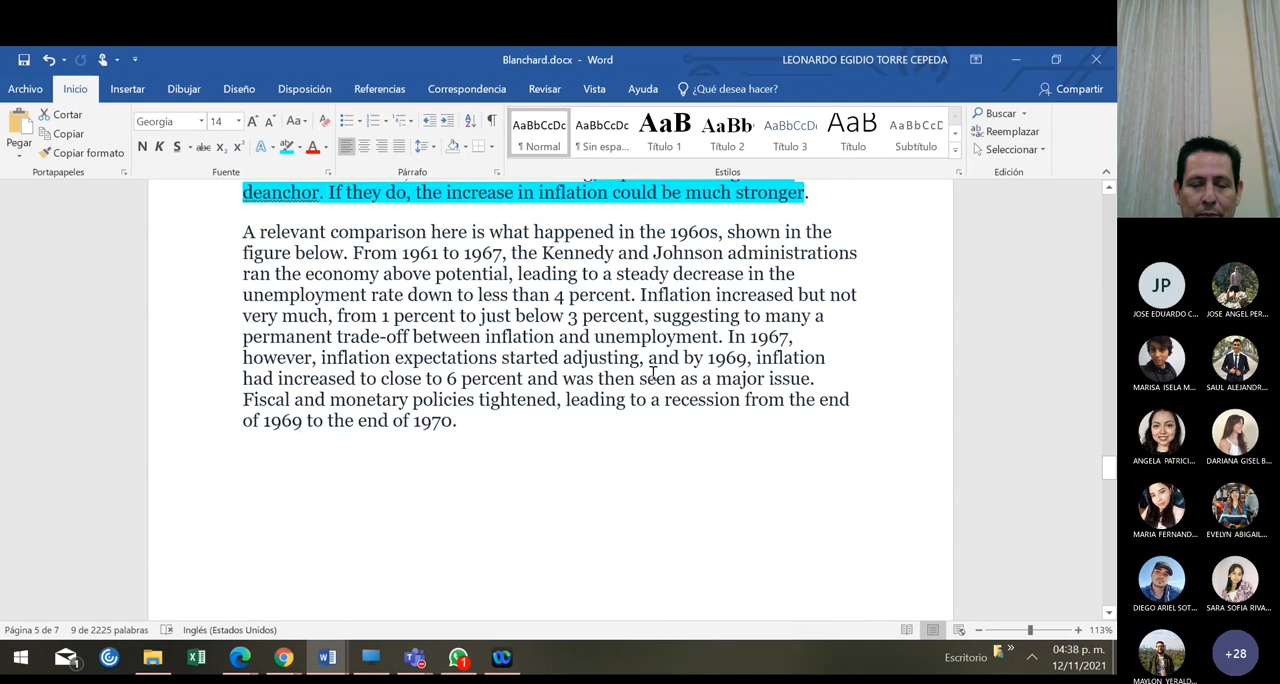 Blanchard.docx - Word
LEONARDO EGIDIO TORRE CEPEDA
Archivo Inicio Insertar Dibujar Diseño Disposición Referencias Correspondencia Revisar Vista Ayuda ¿Qué desea hacer? Compartir
Pegar
Cortar
Copiar
Copiar formato
Portapapeles
Georgia 14
N K S abc
Fuente
Párrafo
AaBbCcDc
¶ Normal
AaBbCcDc
¶ Sin espa...
AaB
Título 1
AaBb
Título 2
AaBbCcDc
Título 3
AaB
Título
AaBbCcD
Subtítulo
Estilos
Buscar
Reemplazar
Seleccionar
Edición
deanchor. If they do, the increase in inflation could be much stronger.
A relevant comparison here is what happened in the 1960s, shown in the
figure below. From 1961 to 1967, the Kennedy and Johnson administrations
ran the economy above potential, leading to a steady decrease in the
unemployment rate down to less than 4 percent. Inflation increased but not
very much, from 1 percent to just below 3 percent, suggesting to many a
permanent trade-off between inflation and unemployment. In 1967,
however, inflation expectations started adjusting, and by 1969, inflation
had increased to close to 6 percent and was then seen as a major issue.
Fiscal and monetary policies tightened, leading to a recession from the end
of 1969 to the end of 1970.
Página 5 de 7 9 de 2225 palabras Inglés (Estados Unidos) 113%
Escritorio
04:38 p. m.
12/11/2021
JP
JOSE EDUARDO C...
JOSE ANGEL PER...
MARISA ISELA M...
SAUL ALEJANDR...
ANGELA PATRICI...
DARIANA GISEL B...
MARIA FERNAND...
EVELYN ABIGAIL...
DIEGO ARIEL SOT...
SARA SOFIA RIVA...
MAYLON YERALD...
+28